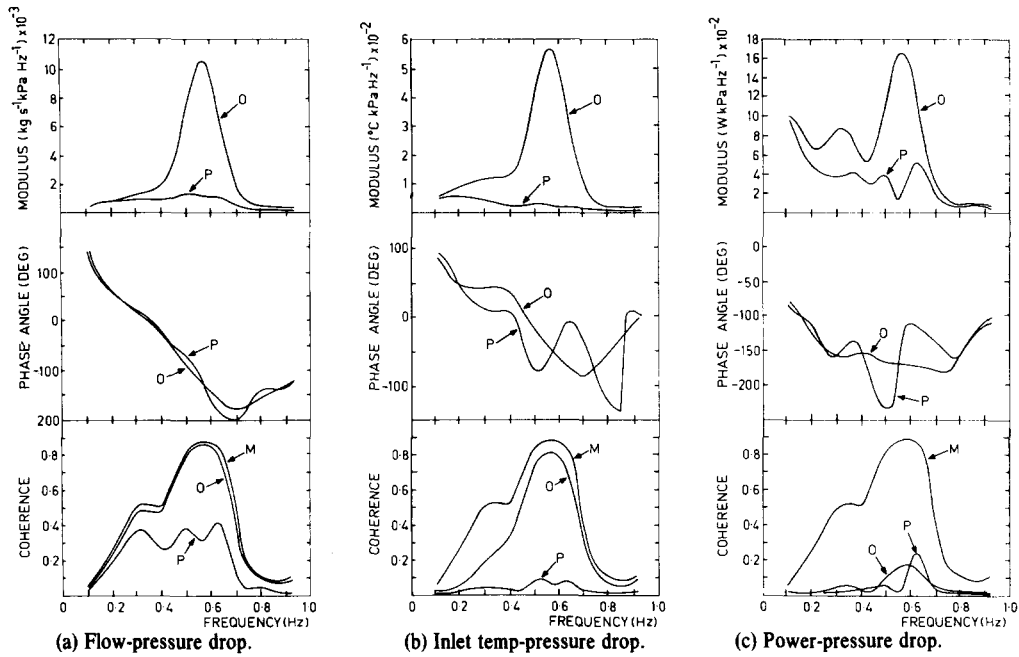 MODULUS (kg s⁻¹kPa Hz⁻¹) x10⁻³
12
10
8
6
4
2
O
P
PHASE ANGLE (DEG)
100
0
-100
200
P
O
COHERENCE
0·8
0·6
0·4
0·2
M
O
P
0 0·2 0·4 0·6 0·8 1·0
FREQUENCY(Hz)
(a) Flow-pressure drop.
MODULUS (°C kPa Hz⁻¹) x10⁻²
6
5
4
3
2
1
0
O
P
PHASE ANGLE (DEG)
100
0
-100
O
P
COHERENCE
0·8
0·6
0·4
0·2
M
O
P
0 0·2 0·4 0·6 0·8 1·0
FREQUENCY(Hz)
(b) Inlet temp-pressure drop.
MODULUS (W kPa Hz⁻¹) x10⁻²
18
16
14
12
10
8
6
4
2
O
P
PHASE ANGLE (DEG)
0
-50
-100
-150
-200
O
P
COHERENCE
0·8
0·6
0·4
0·2
M
P
O
0 0·2 0·4 0·6 0·8 1·0
FREQUENCY(Hz)
(c) Power-pressure drop.